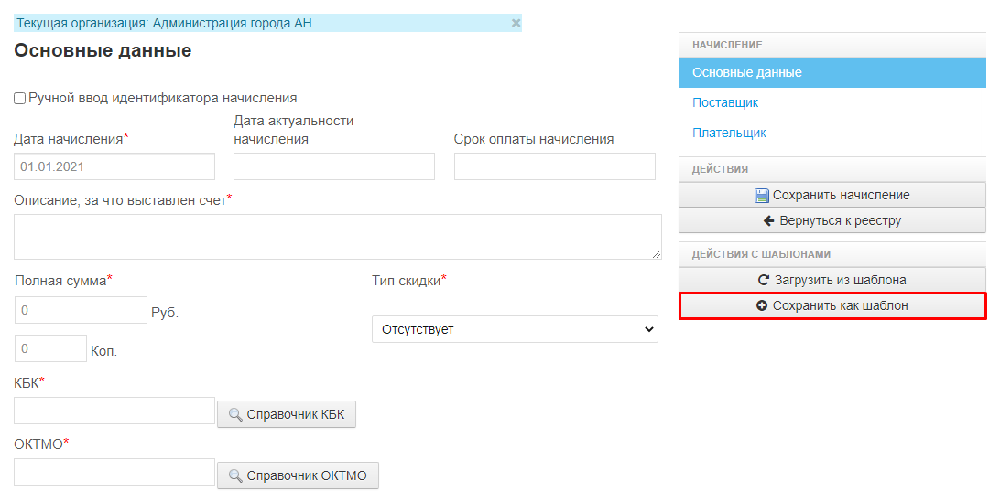 Текущая организация: Администрация города АН
Основные данные
Ручной ввод идентификатора начисления
Дата начисления*
Дата актуальности
начисления
Срок оплаты начисления
01.01.2021
Описание, за что выставлен счет*
Полная сумма*
Тип скидки*
0
Руб.
Отсутствует
0
Коп.
КБК*
Справочник КБК
ОКТМО*
Справочник ОКТМО
НАЧИСЛЕНИЕ
Основные данные
Поставщик
Плательщик
ДЕЙСТВИЯ
Сохранить начисление
Вернуться к реестру
ДЕЙСТВИЯ С ШАБЛОНАМИ
Загрузить из шаблона
Сохранить как шаблон